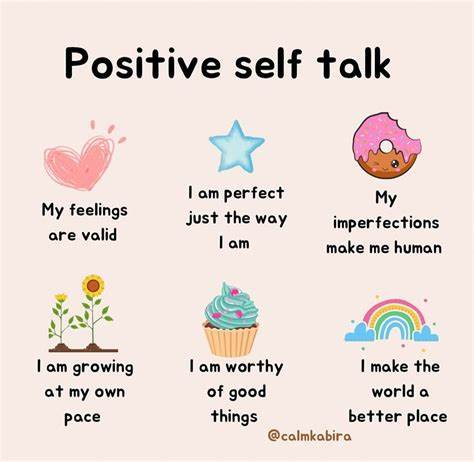 Positive self talk
My feelings
are valid
I am perfect
just the way
I am
My
imperfections
make me human
I am growing
at my own
pace
I am worthy
of good
things
I make the
world a
better place
@calmkabira